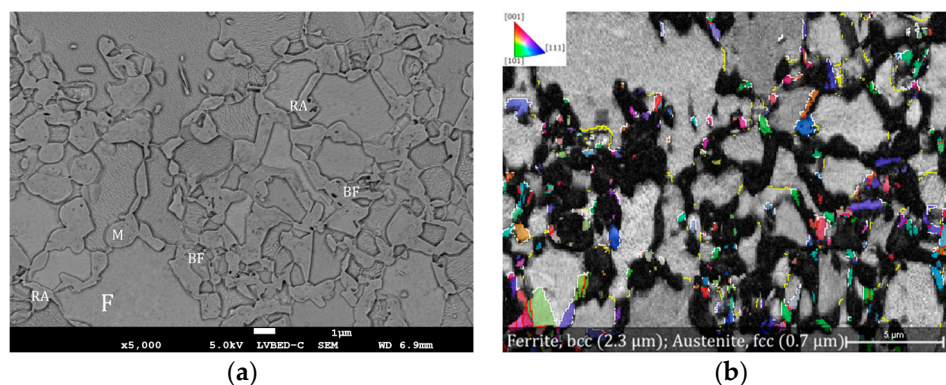 RA
BF
M
BF
RA
F
1μm
x5,000 5.0kV LVBED-C SEM WD 6.9mm
(a)
[001]
[111]
[101]
Ferrite, bcc (2.3 μm); Austenite, fcc (0.7 μm)
5 μm
(b)